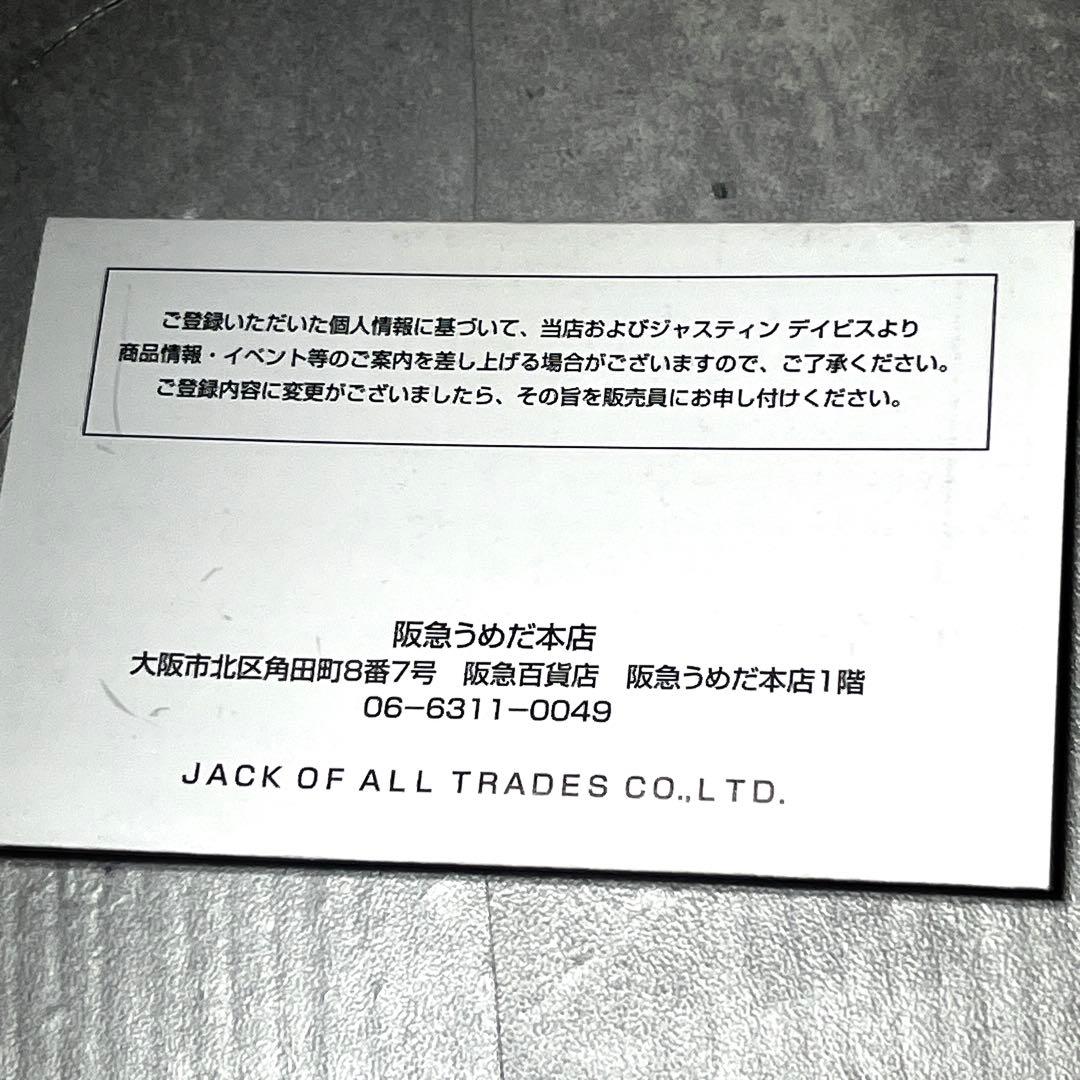 ご登録いただいた個人情報に基づいて、当店およびジャスティン デイビスより
商品情報・イベント等のご案内を差し上げる場合がございますので、ご了承ください。
ご登録内容に変更がございましたら、その旨を販売員にお申し付けください。
阪急うめだ本店
大阪市北区角田町8番7号　阪急百貨店　阪急うめだ本店1階
06-6311-0049
JACK OF ALL TRADES CO.,LTD.